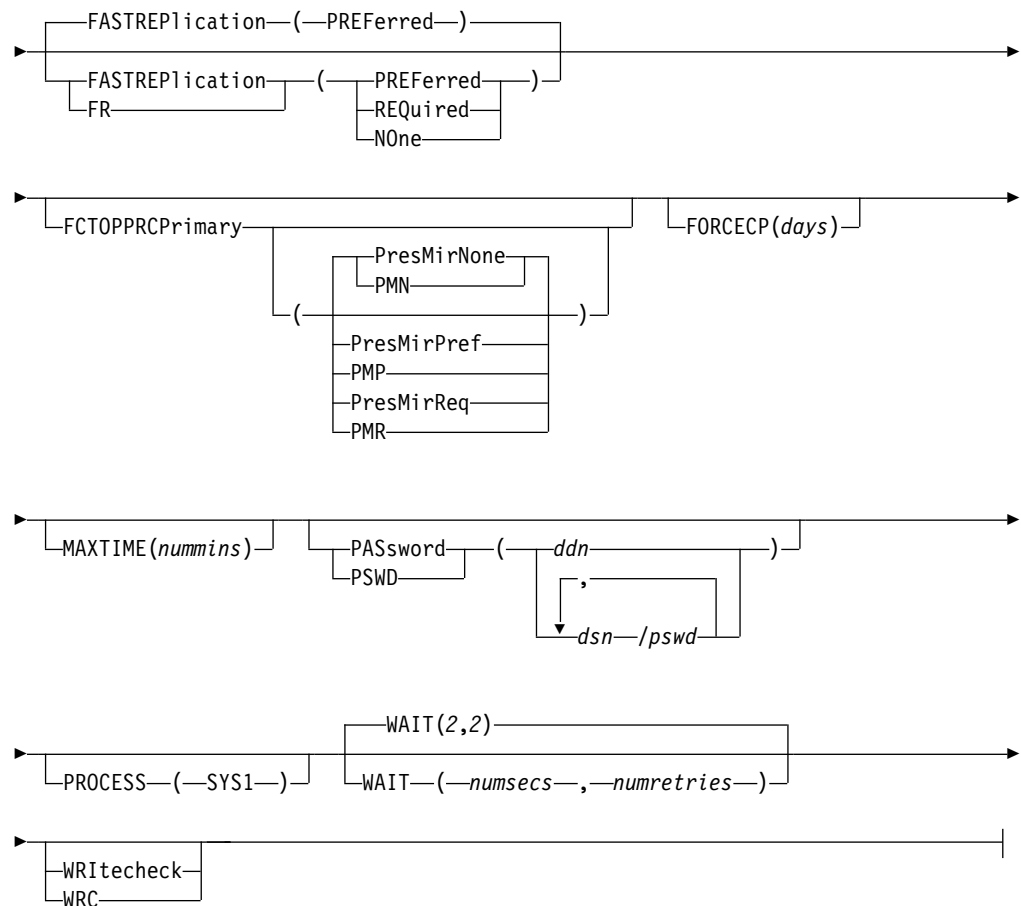 FASTREPlication ( PREFerred )
FASTREPlication ( PREFerred )
FR REQuired
NOne
FCTOPPRCPrimary FORCECP(days)
PresMirNone
PMN
( )
PresMirPref
PMP
PresMirReq
PMR
MAXTIME(nummins) PASsword ( ddn )
PSWD ,
dsn /pswd
WAIT(2,2)
PROCESS ( SYS1 ) WAIT ( numsecs , numretries )
WRItecheck
WRC